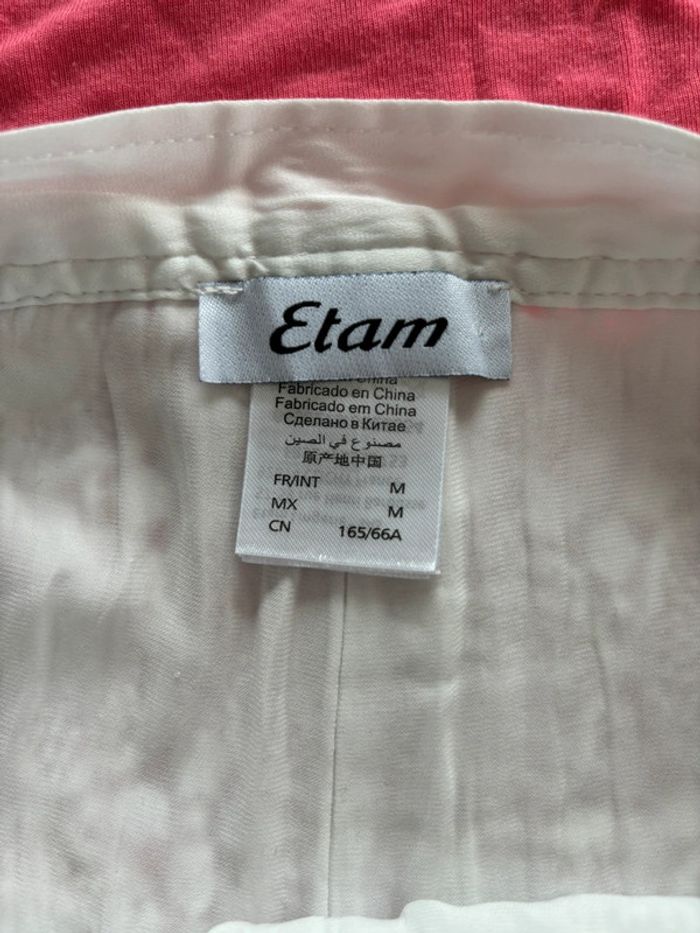 Etam
Fabricado en China
Fabricado em China
Сделано в Китае
مصنوع في الصين
原产地中国
FR/INT M
MX M
CN 165/66A